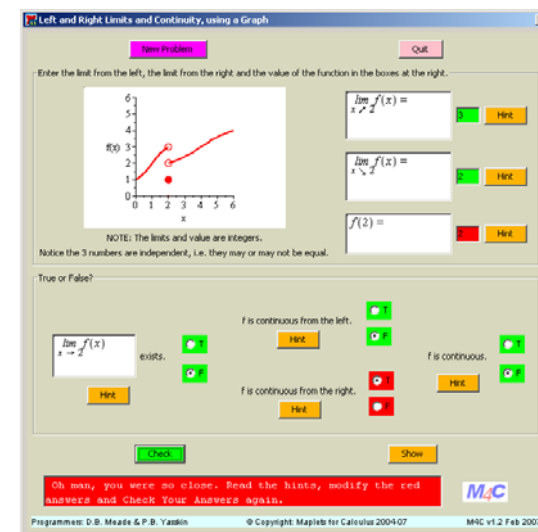 Left and Right Limits and Continuity, using a Graph
New Problem
Quit
Enter the limit from the left, the limit from the right and the value of the function in the boxes at the right.
6
5
4
f(x) 3
2
1
0
0 1 2 3 4 5 6
x
NOTE: The limits and value are integers.
Notice the 3 numbers are independent, i.e. they may or may not be equal.
lim f(x) =
x ↗ 2
3
Hint
lim f(x) =
x ↘ 2
2
Hint
f(2) =
2
Hint
True or False?
lim f(x)
x → 2
exists.
T
F
Hint
f is continuous from the left.
Hint
T
F
f is continuous from the right.
Hint
T
F
f is continuous.
Hint
T
F
Check
Show
Oh man, you were so close. Read the hints, modify the red
answers and Check Your Answers again.
M4C
Programmers: D.B. Meade & P.B. Yasskin
© Copyright: Maplets for Calculus 2004-07
M4C v1.2 Feb